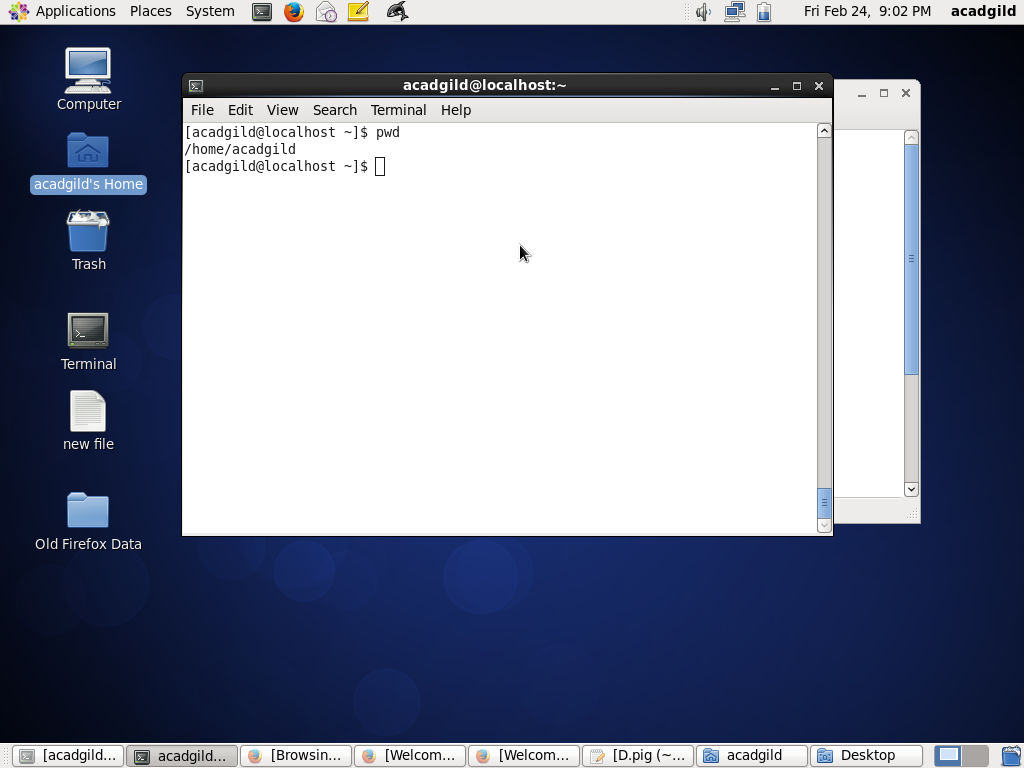 Applications Places System
Fri Feb 24, 9:02 PM acadgild
Computer
acadgild's Home
Trash
Terminal
new file
Old Firefox Data
acadgild@localhost:~
File Edit View Search Terminal Help
[acadgild@localhost ~]$ pwd
/home/acadgild
[acadgild@localhost ~]$
[acadgild... acadgild... [Browsin... [Welcom... [Welcom... [D.pig (~... acadgild Desktop